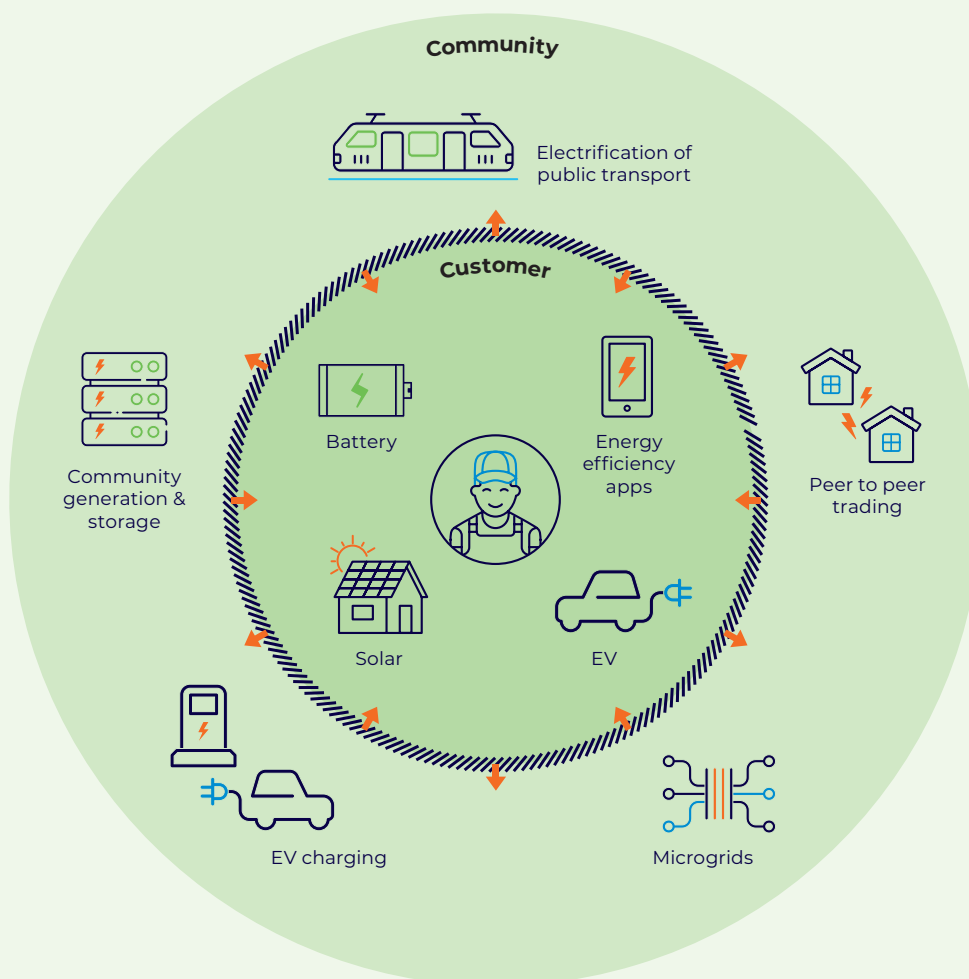 Community
Electrification of
public transport
Customer
Battery
Energy
efficiency
apps
Community
generation &
storage
Peer to peer
trading
Solar
EV
EV charging
Microgrids